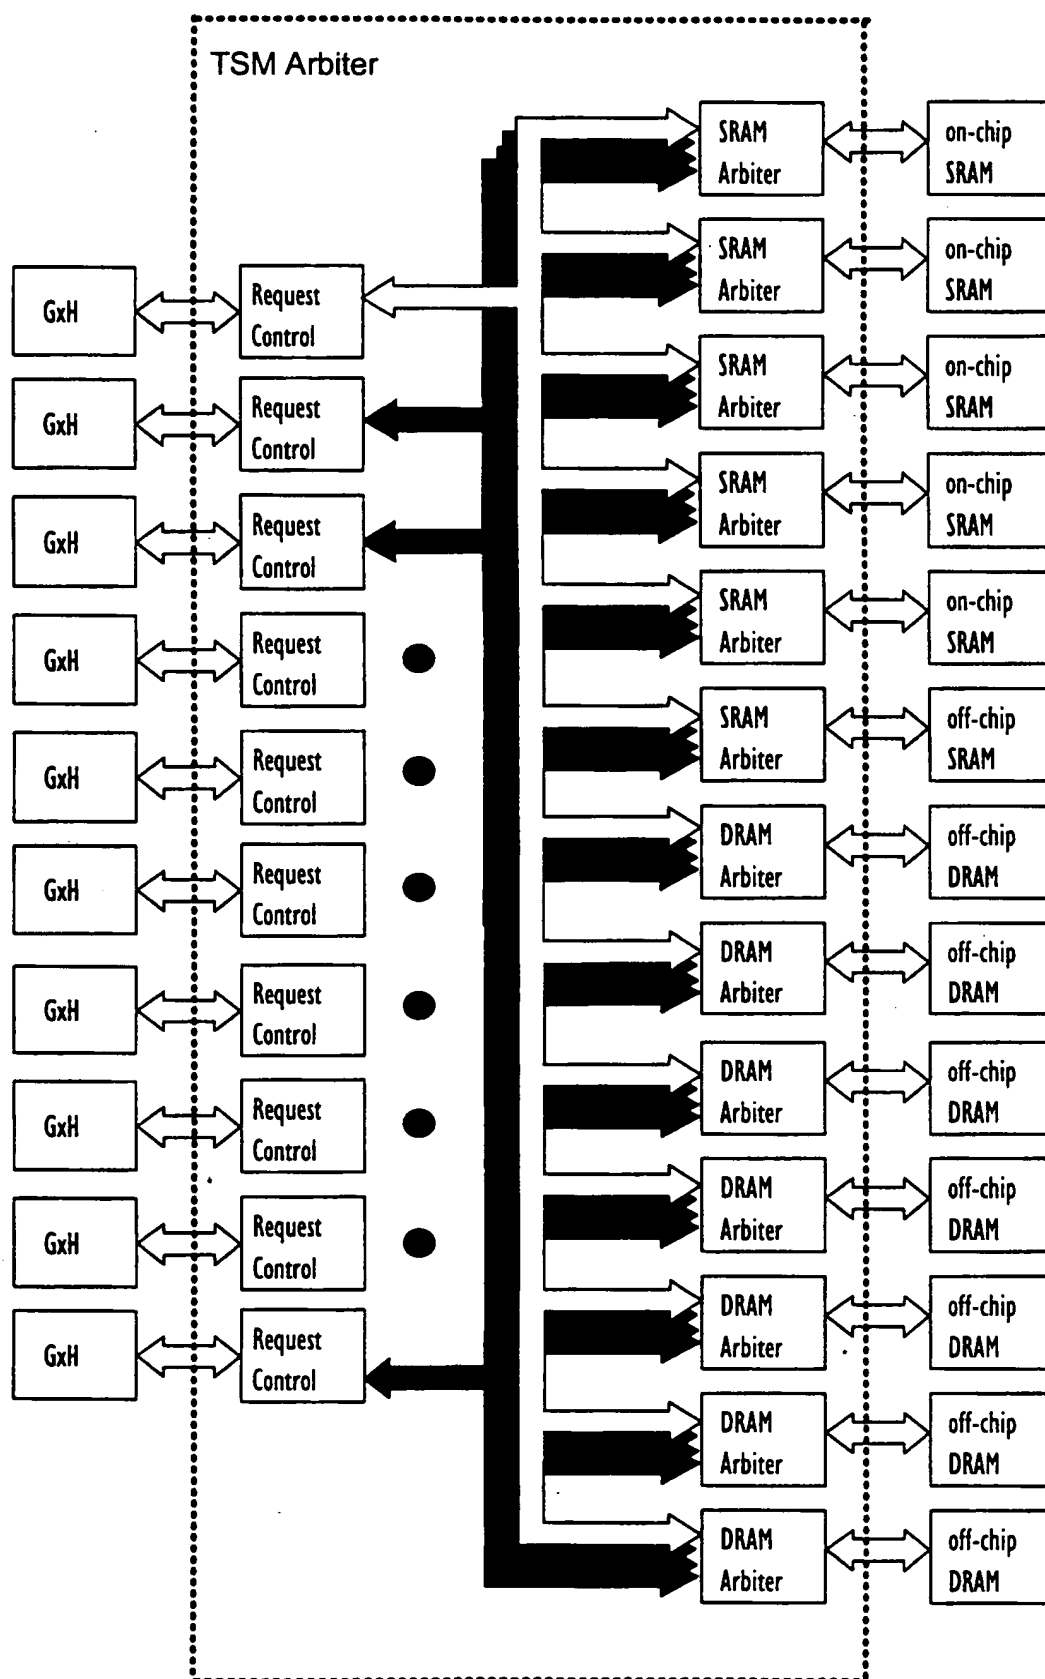 TSM Arbiter
GxH
GxH
GxH
GxH
GxH
GxH
GxH
GxH
GxH
GxH
Request
Control
Request
Control
Request
Control
Request
Control
Request
Control
Request
Control
Request
Control
Request
Control
Request
Control
Request
Control
SRAM
Arbiter
SRAM
Arbiter
SRAM
Arbiter
SRAM
Arbiter
SRAM
Arbiter
SRAM
Arbiter
DRAM
Arbiter
DRAM
Arbiter
DRAM
Arbiter
DRAM
Arbiter
DRAM
Arbiter
DRAM
Arbiter
DRAM
Arbiter
on-chip
SRAM
on-chip
SRAM
on-chip
SRAM
on-chip
SRAM
on-chip
SRAM
off-chip
SRAM
off-chip
DRAM
off-chip
DRAM
off-chip
DRAM
off-chip
DRAM
off-chip
DRAM
off-chip
DRAM
off-chip
DRAM